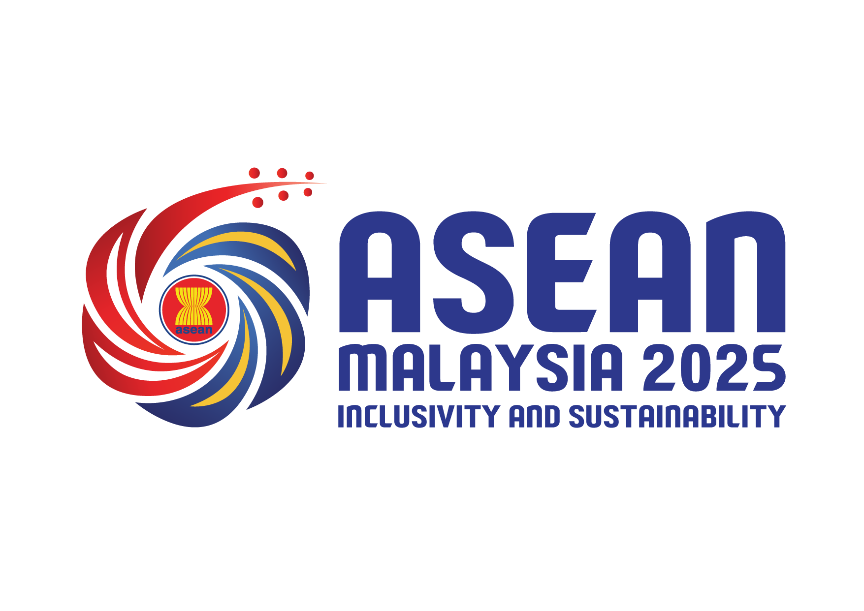 asean
ASEAN
MALAYSIA 2025
INCLUSIVITY AND SUSTAINABILITY